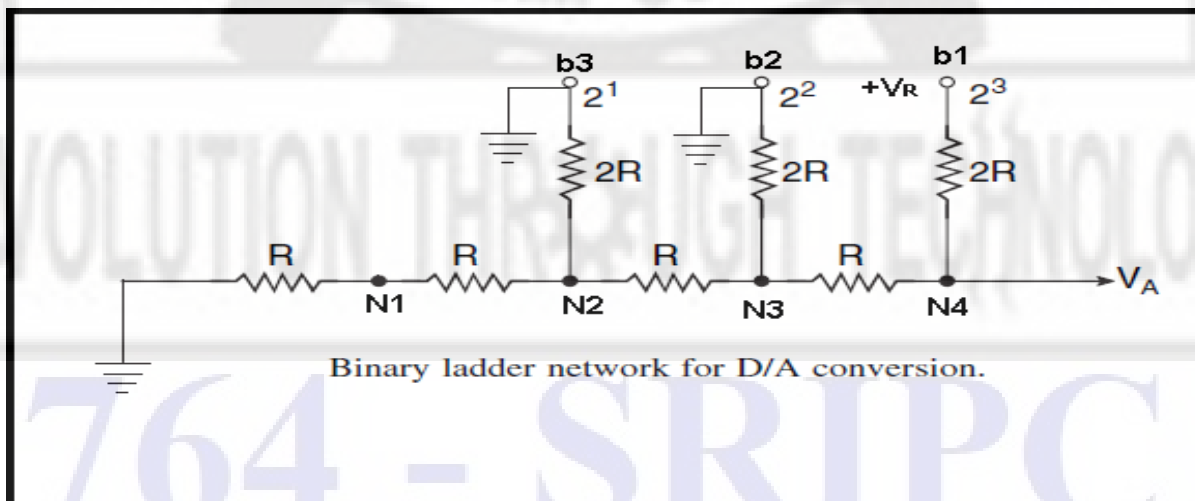 b3
b2
b1
2¹
2²
+VR
2³
2R
2R
2R
R
R
R
R
N1
N2
N3
N4
VA
Binary ladder network for D/A conversion.
VOLUTION THROUGH TECHNOLO
764 - SRIPC